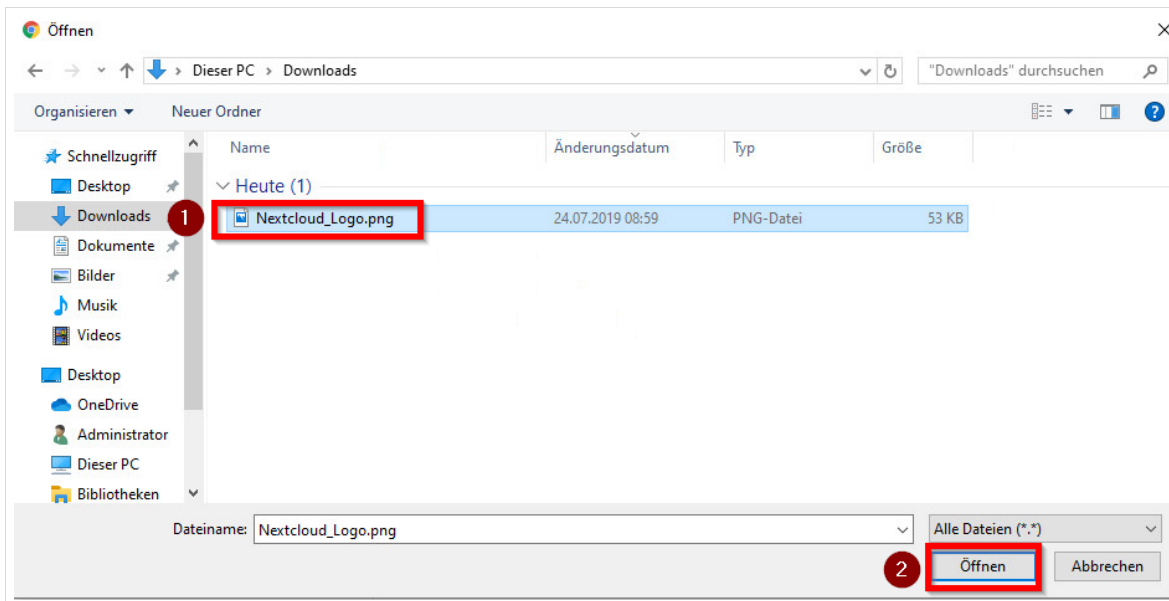 Öffnen
Dieser PC > Downloads "Downloads" durchsuchen
Organisieren Neuer Ordner ?
Name Änderungsdatum Typ Größe
Schnellzugriff
Desktop
Downloads
Dokumente
Bilder
Musik
Videos
Desktop
OneDrive
Administrator
Dieser PC
Bibliotheken
Heute (1)
1 Nextcloud_Logo.png 24.07.2019 08:59 PNG-Datei 53 KB
Dateiname: Nextcloud_Logo.png Alle Dateien (*.*)
2 Öffnen Abbrechen